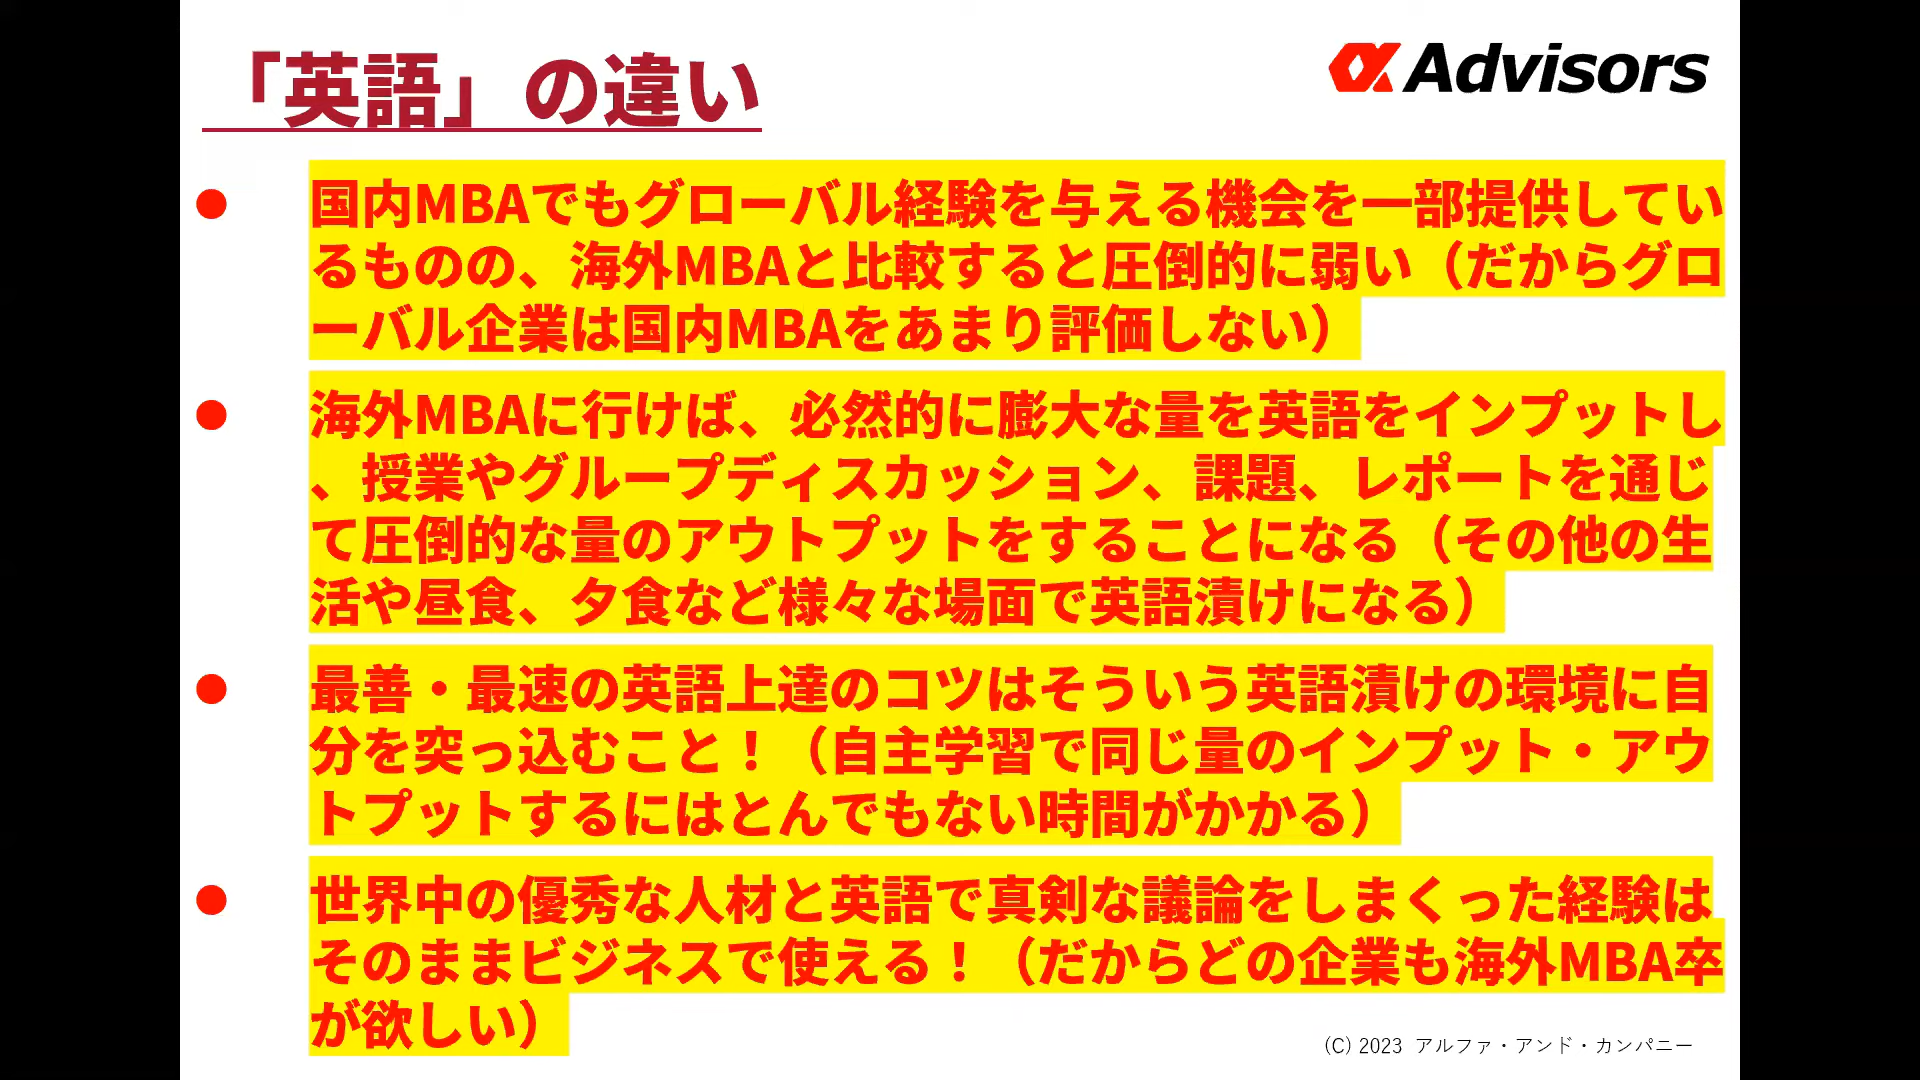 「英語」の違い
Advisors
● 国内MBAでもグローバル経験を与える機会を一部提供してい
るものの、海外MBAと比較すると圧倒的に弱い（だからグロ
ーバル企業は国内MBAをあまり評価しない）
● 海外MBAに行けば、必然的に膨大な量を英語をインプットし
、授業やグループディスカッション、課題、レポートを通じ
て圧倒的な量のアウトプットをすることになる（その他の生
活や昼食、夕食など様々な場面で英語漬けになる）
● 最善・最速の英語上達のコツはそういう英語漬けの環境に自
分を突っ込むこと！（自主学習で同じ量のインプット・アウ
トプットするにはとんでもない時間がかかる）
● 世界中の優秀な人材と英語で真剣な議論をしまくった経験は
そのままビジネスで使える！（だからどの企業も海外MBA卒
が欲しい）
(C) 2023 アルファ・アンド・カンパニー